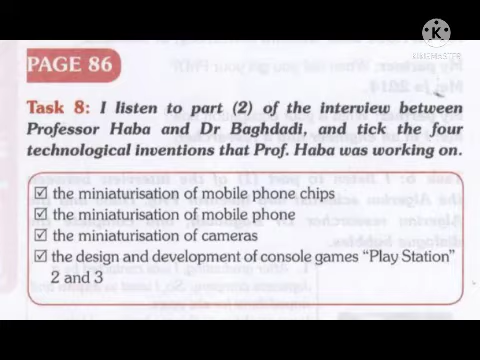 KINEMASTER
PAGE 86
Task 8: I listen to part (2) of the interview between
Professor Haba and Dr Baghdadi, and tick the four
technological inventions that Prof. Haba was working on.
☑ the miniaturisation of mobile phone chips
☑ the miniaturisation of mobile phone
☑ the miniaturisation of cameras
☑ the design and development of console games “Play Station”
2 and 3